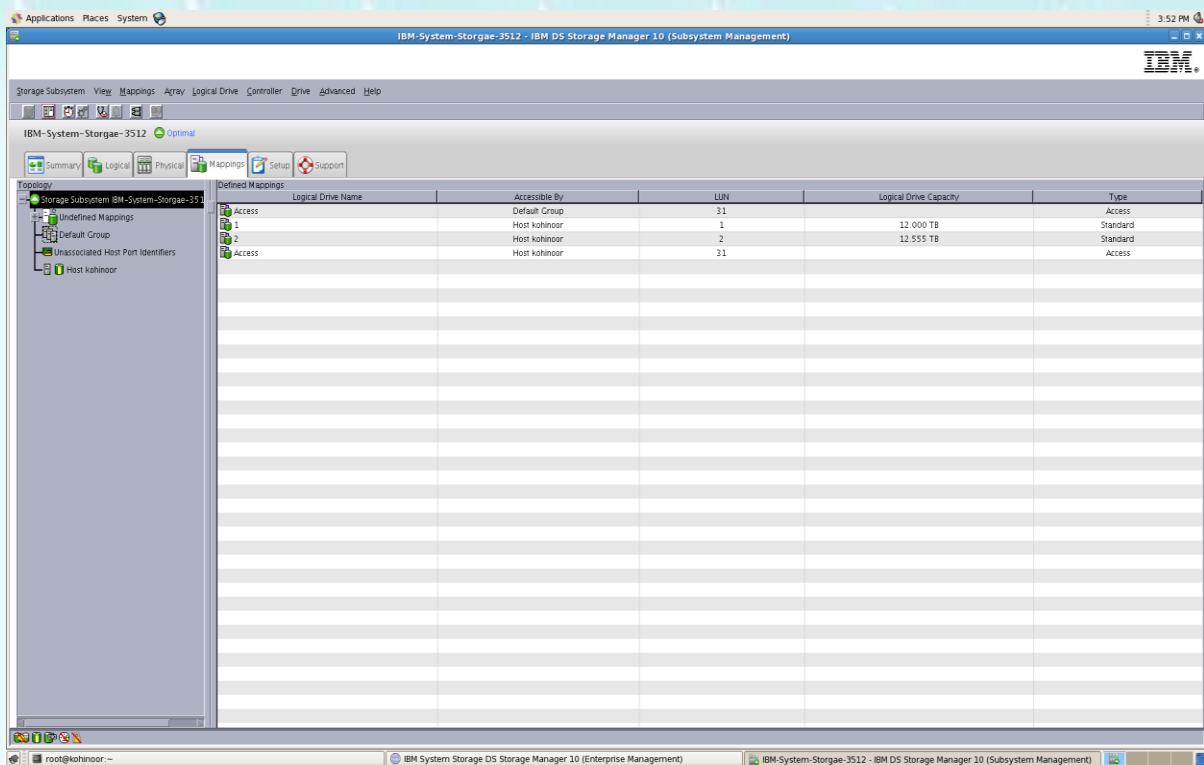 Applications Places System
3:52 PM
IBM-System-Storgae-3512 - IBM DS Storage Manager 10 (Subsystem Management)
IBM®
Storage Subsystem View Mappings Array Logical Drive Controller Drive Advanced Help
IBM-System-Storgae-3512 Optimal
Summary Logical Physical Mappings Setup Support
Topology
Storage Subsystem IBM-System-Storgae-351
Undefined Mappings
Default Group
Unassociated Host Port Identifiers
Host kohinoor
Defined Mappings
Logical Drive Name Accessible By LUN Logical Drive Capacity Type
Access Default Group 31 Access
1 Host kohinoor 1 12.000 TB Standard
2 Host kohinoor 2 12.555 TB Standard
Access Host kohinoor 31 Access
root@kohinoor:~
IBM System Storage DS Storage Manager 10 (Enterprise Management)
IBM-System-Storgae-3512 - IBM DS Storage Manager 10 (Subsystem Management)